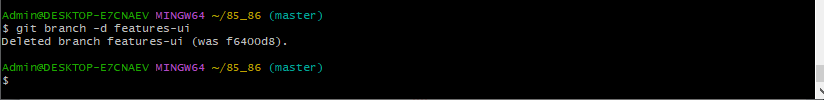 Admin@DESKTOP-E7CNAEV MINGW64 ~/85_86 (master)
$ git branch -d features-ui
Deleted branch features-ui (was f6400d8).
Admin@DESKTOP-E7CNAEV MINGW64 ~/85_86 (master)
$